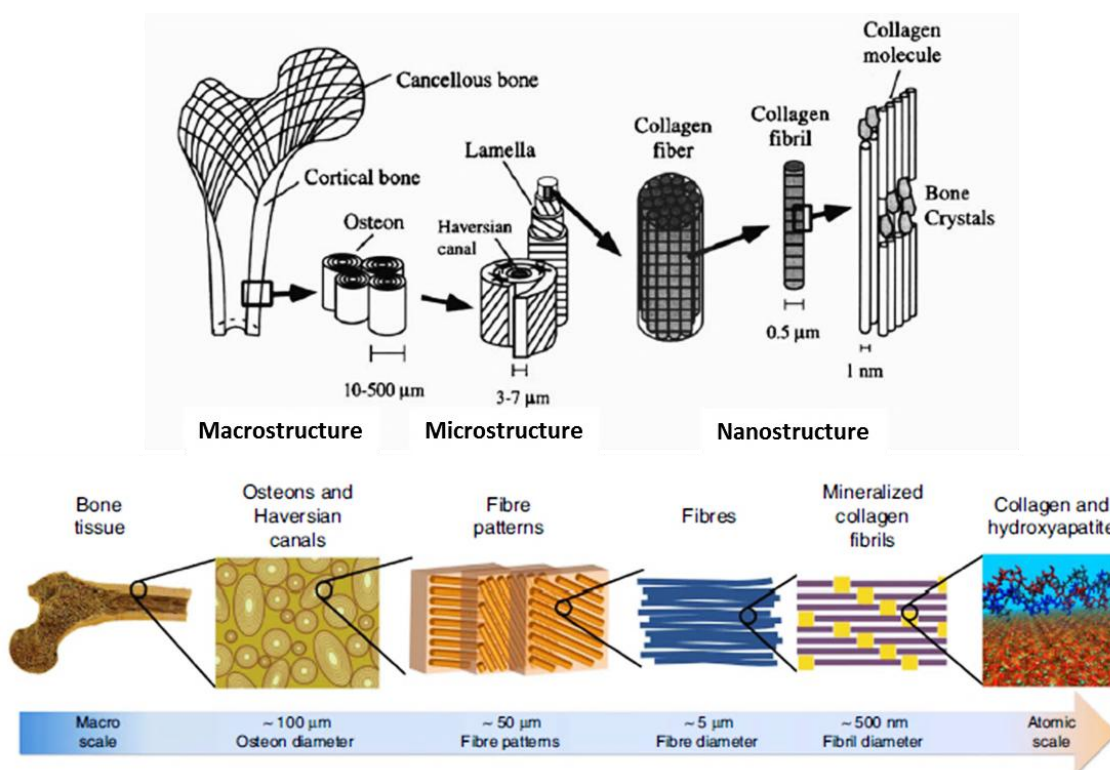 Collagen
molecule
Cancellous bone
Collagen
fiber
Collagen
fibril
Lamella
Cortical bone
Bone
Crystals
Osteon
Haversian
canal
0.5 μm
1 nm
10-500 μm
3-7 μm
Macrostructure
Microstructure
Nanostructure
Bone
tissue
Osteons and
Haversian
canals
Fibre
patterns
Fibres
Mineralized
collagen
fibrils
Collagen and
hydroxyapatite
Macro
scale
~ 100 μm
Osteon diameter
~ 50 μm
Fibre patterns
~ 5 μm
Fibre diameter
~ 500 nm
Fibril diameter
Atomic
scale